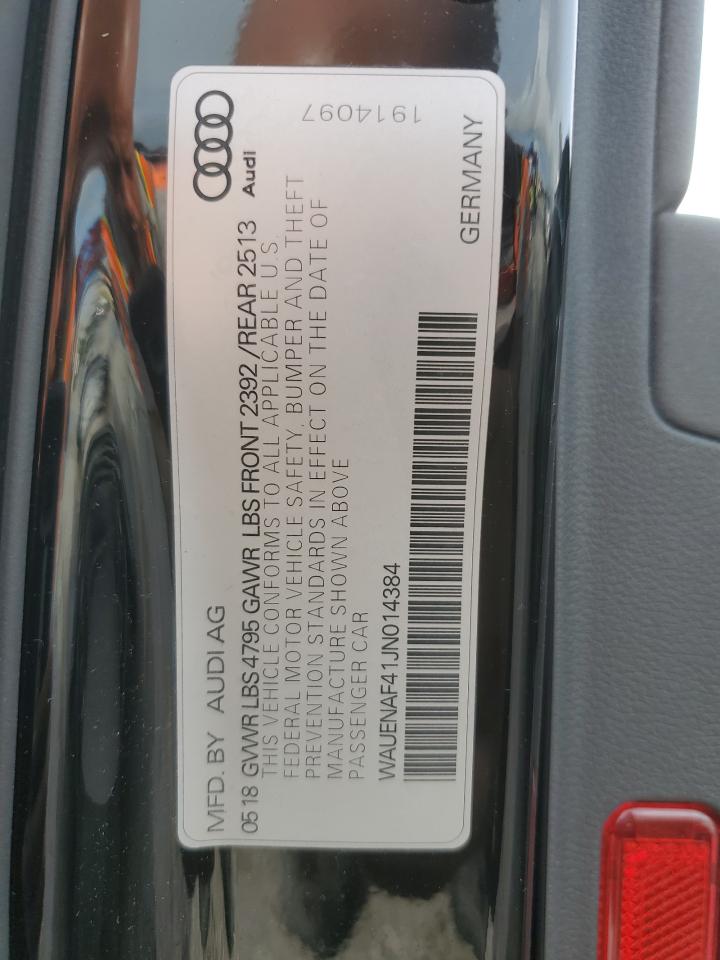 MFD. BY AUDI AG
Audi
0518 GVWR LBS 4795 GAWR LBS FRONT 2392 /REAR 2513
THIS VEHICLE CONFORMS TO ALL APPLICABLE U.S.
FEDERAL MOTOR VEHICLE SAFETY, BUMPER AND THEFT
PREVENTION STANDARDS IN EFFECT ON THE DATE OF
MANUFACTURE SHOWN ABOVE
PASSENGER CAR
WAUENAF41JN014384
GERMANY
1914097